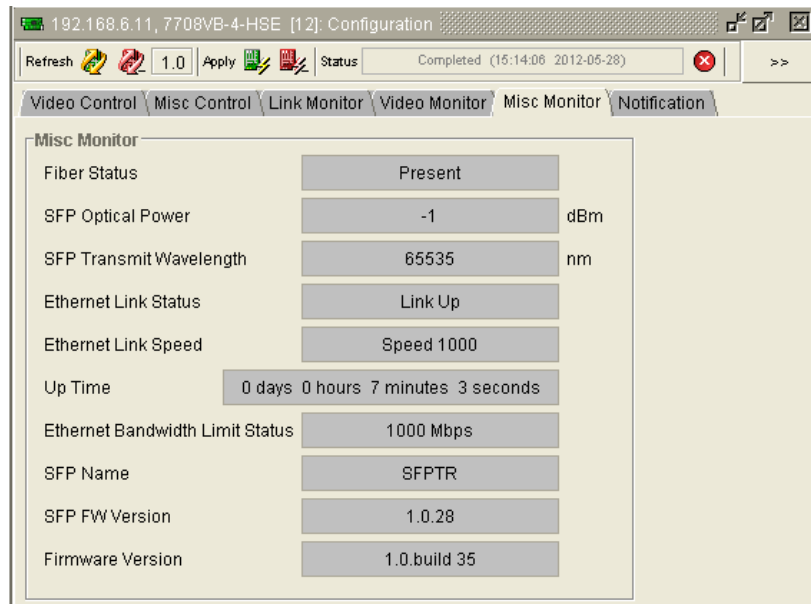 192.168.6.11, 7708VB-4-HSE [12]: Configuration
Refresh 1.0 Apply Status Completed (15:14:06 2012-05-28) >>
Video Control Misc Control Link Monitor Video Monitor Misc Monitor Notification
Misc Monitor
Fiber Status Present
SFP Optical Power -1 dBm
SFP Transmit Wavelength 65535 nm
Ethernet Link Status Link Up
Ethernet Link Speed Speed 1000
Up Time 0 days 0 hours 7 minutes 3 seconds
Ethernet Bandwidth Limit Status 1000 Mbps
SFP Name SFPTR
SFP FW Version 1.0.28
Firmware Version 1.0.build 35